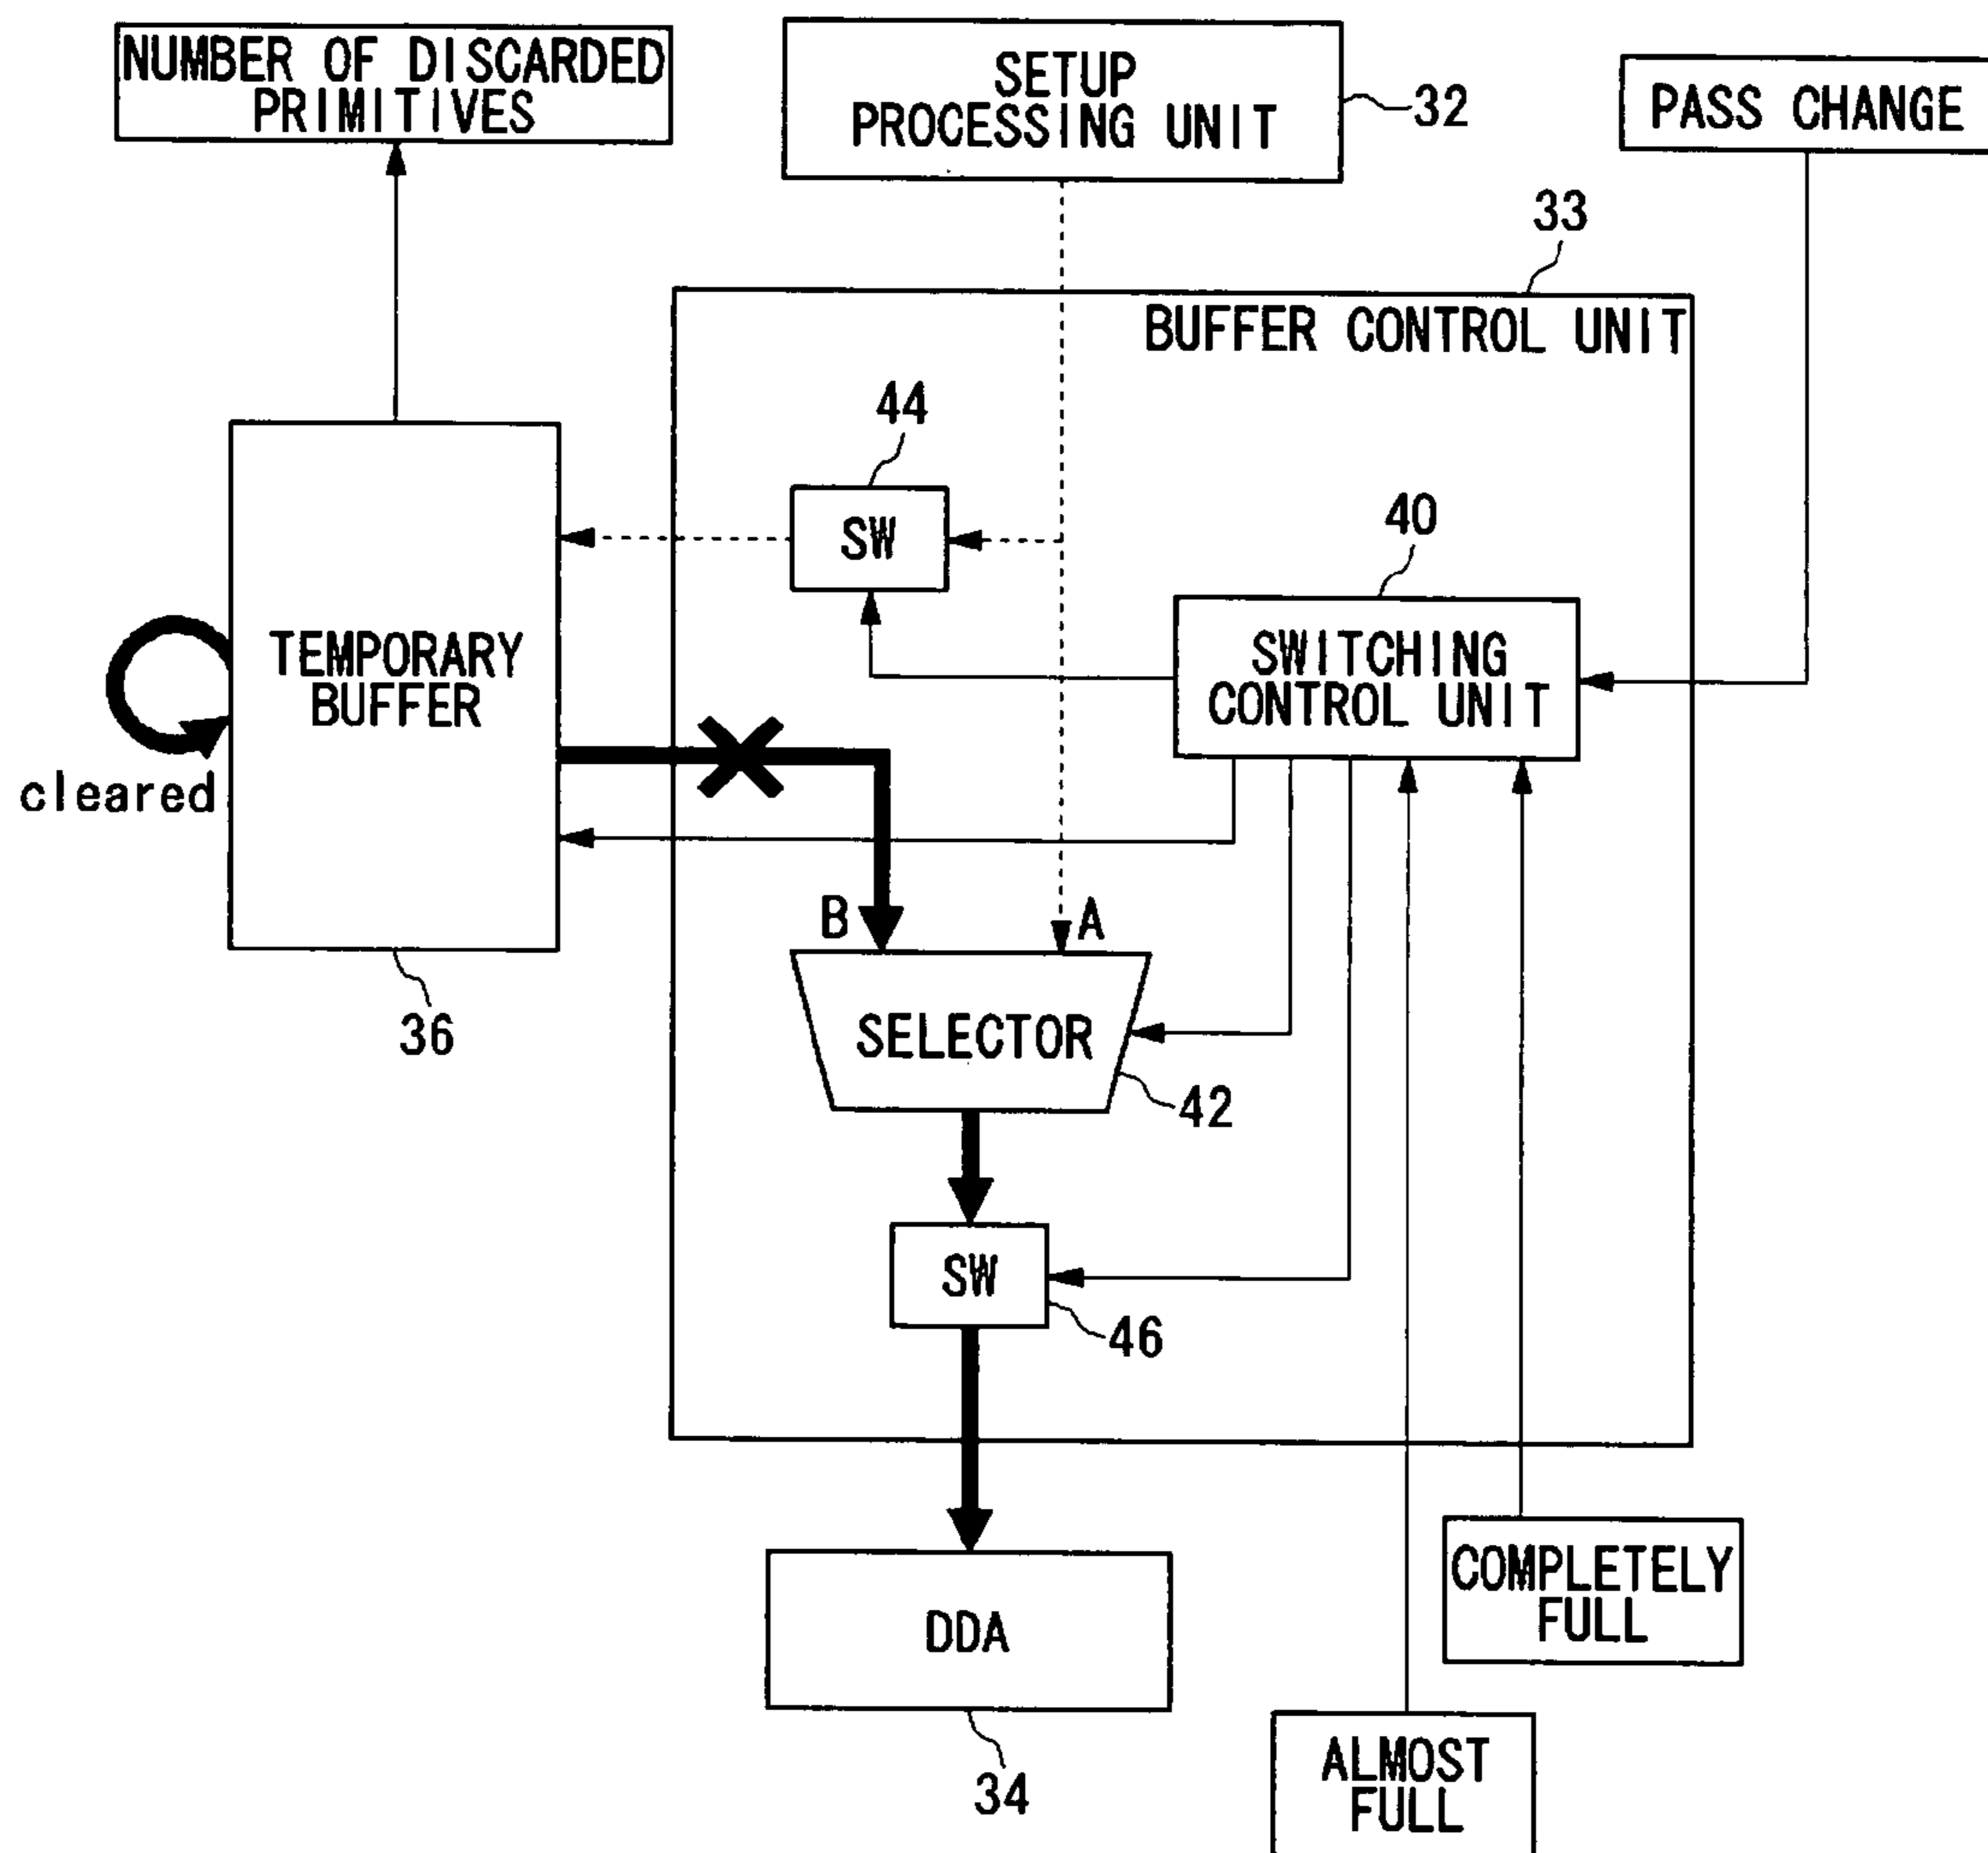 NUMBER OF DISCARDED
PRIMITIVES
SETUP
PROCESSING UNIT
32
PASS CHANGE
33
BUFFER CONTROL UNIT
44
SW
40
SWITCHING
CONTROL UNIT
TEMPORARY
BUFFER
cleared
B
A
36
SELECTOR
42
SW
46
COMPLETELY
FULL
DDA
34
ALMOST
FULL